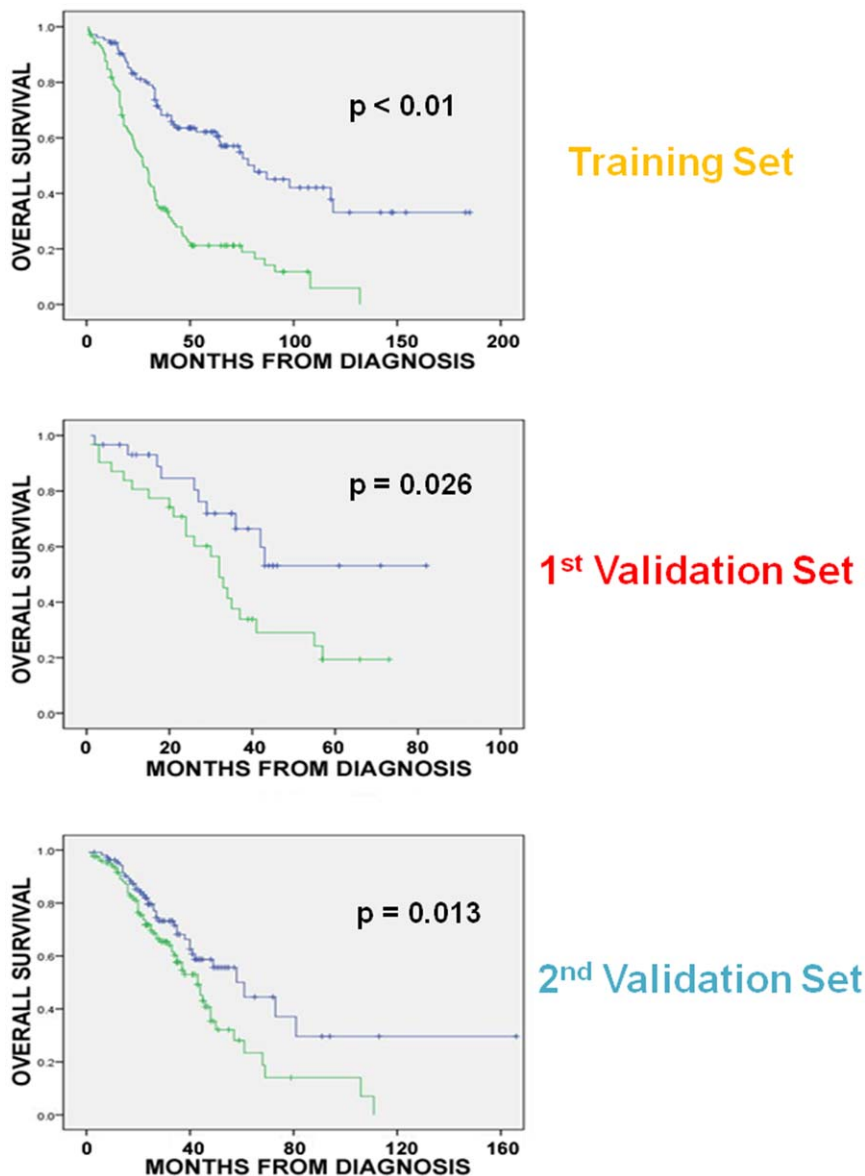 1.0
0.8
0.6
0.4
0.2
0.0
OVERALL SURVIVAL
p < 0.01
0 50 100 150 200
MONTHS FROM DIAGNOSIS
Training Set
1.0
0.8
0.6
0.4
0.2
0.0
OVERALL SURVIVAL
p = 0.026
0 20 40 60 80 100
MONTHS FROM DIAGNOSIS
1st Validation Set
1.0
0.8
0.6
0.4
0.2
0.0
OVERALL SURVIVAL
p = 0.013
0 40 80 120 160
MONTHS FROM DIAGNOSIS
2nd Validation Set